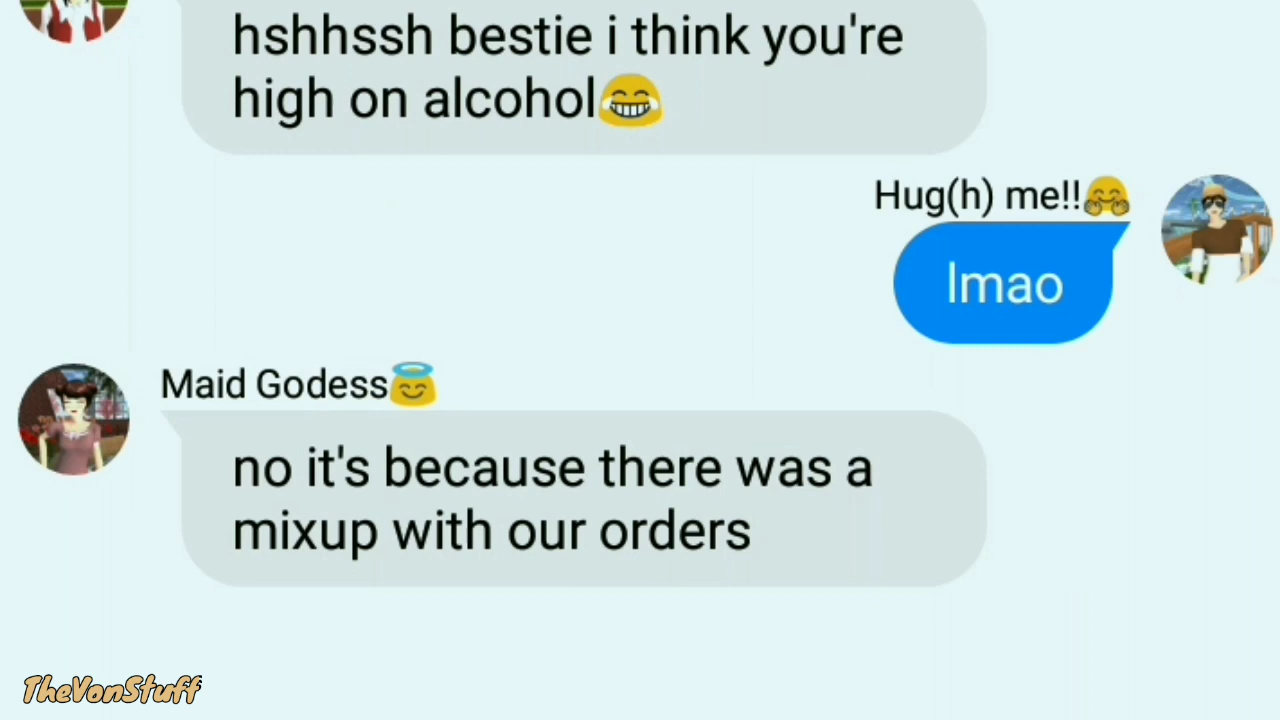 hshhssh bestie i think you're
high on alcohol😂
Hug(h) me!!🤗
lmao
Maid Godess😇
no it's because there was a
mixup with our orders
TheVonStuff